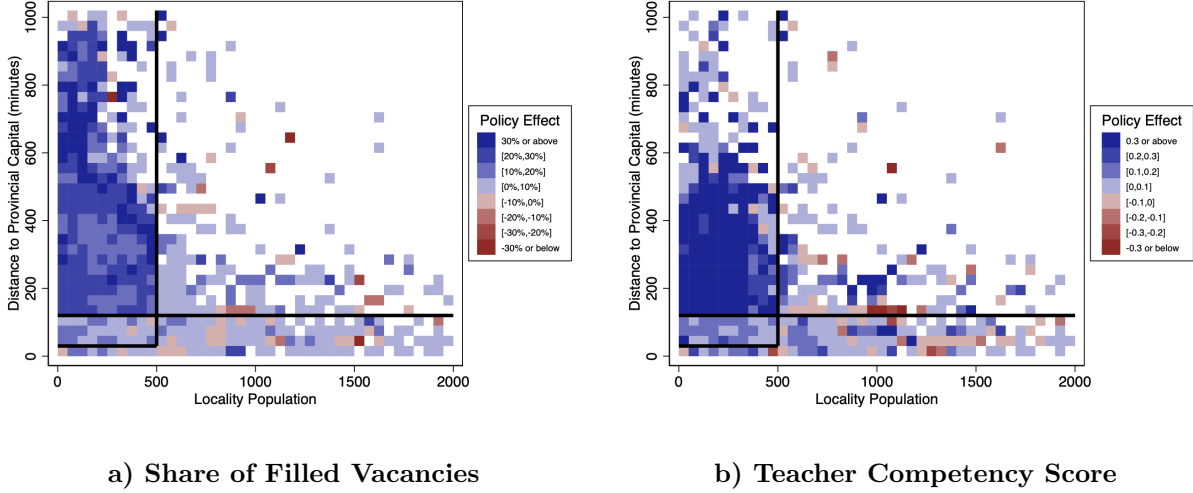 Distance to Provincial Capital (minutes)
1000
800
600
400
200
0
0 500 1000 1500 2000
Locality Population
Policy Effect
30% or above
[20%,30%]
[10%,20%]
[0%,10%]
[-10%,0%]
[-20%,-10%]
[-30%,-20%]
-30% or below
a) Share of Filled Vacancies
Distance to Provincial Capital (minutes)
1000
800
600
400
200
0
0 500 1000 1500 2000
Locality Population
Policy Effect
0.3 or above
[0.2,0.3]
[0.1,0.2]
[0,0.1]
[-0.1,0]
[-0.2,-0.1]
[-0.3,-0.2]
-0.3 or below
b) Teacher Competency Score